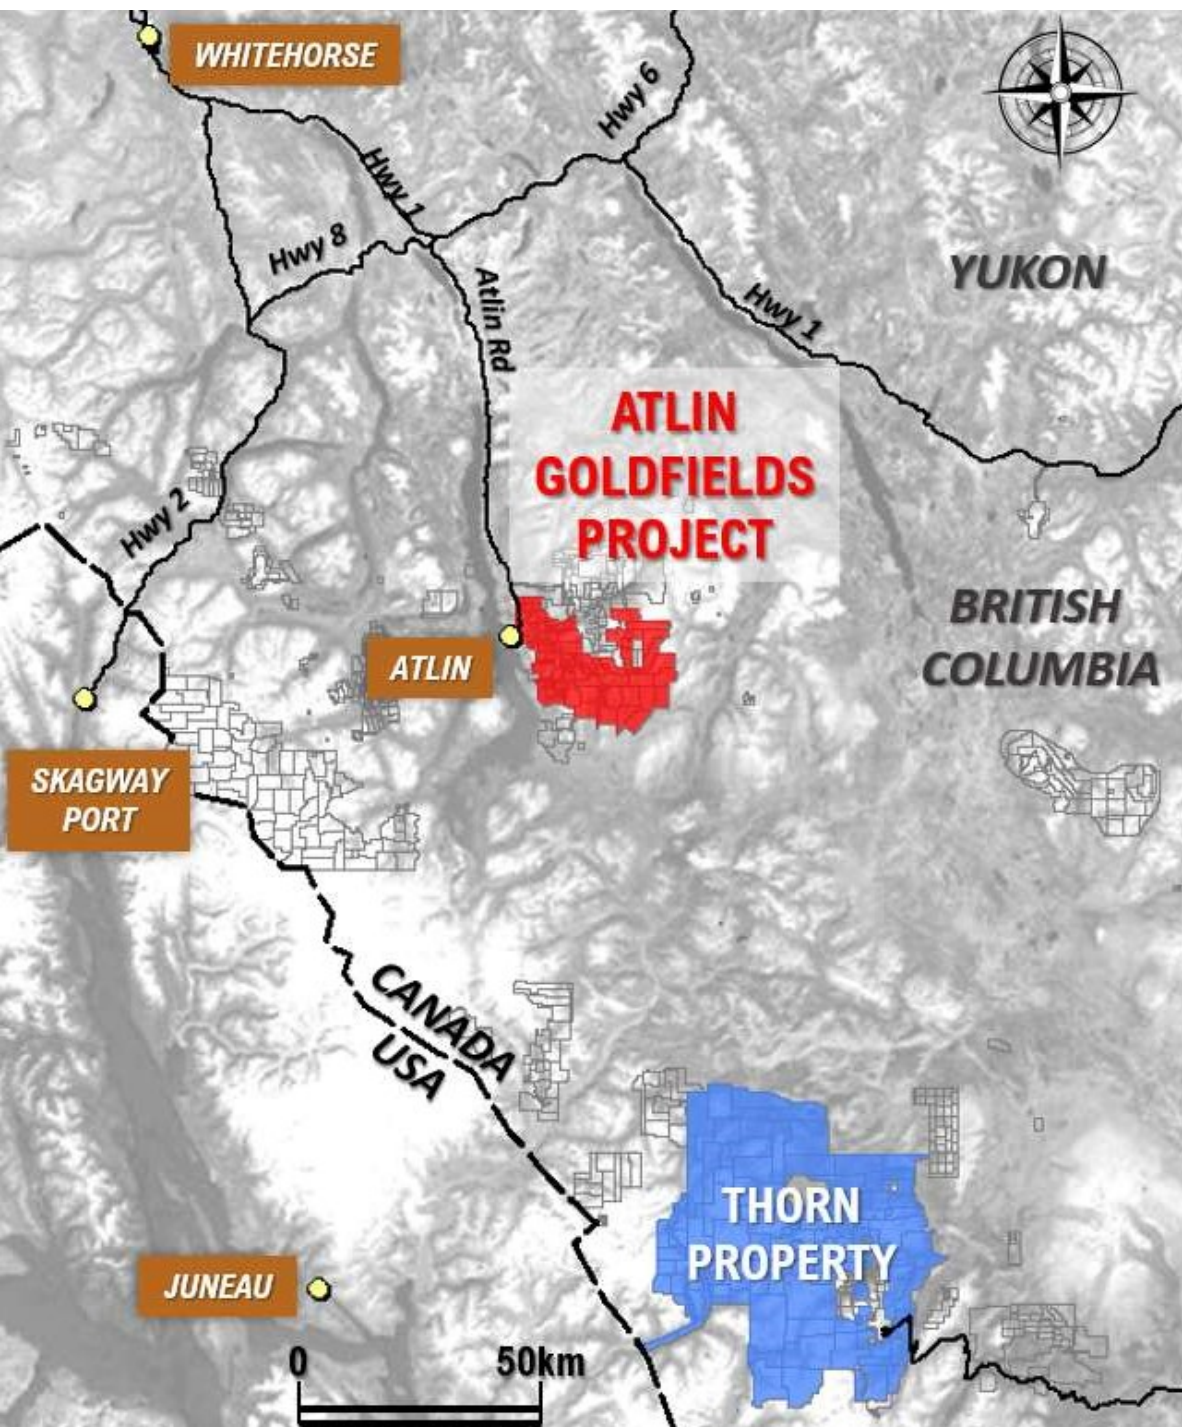 WHITEHORSE
Hwy 6
Hwy 1
Hwy 8
YUKON
Atlin Rd
Hwy 1
ATLIN
GOLDFIELDS
PROJECT
Hwy 2
BRITISH
COLUMBIA
ATLIN
SKAGWAY
PORT
CANADA
USA
THORN
PROPERTY
JUNEAU
0 50km